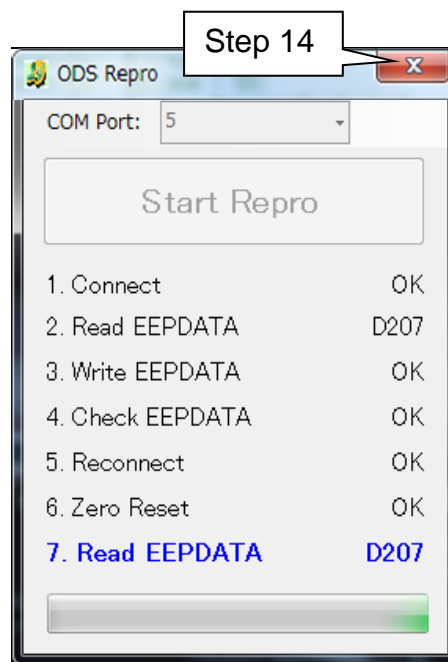 Step 14
ODS Repro
COM Port: 5
Start Repro
1. Connect OK
2. Read EEPDATA D207
3. Write EEPDATA OK
4. Check EEPDATA OK
5. Reconnect OK
6. Zero Reset OK
7. Read EEPDATA D207